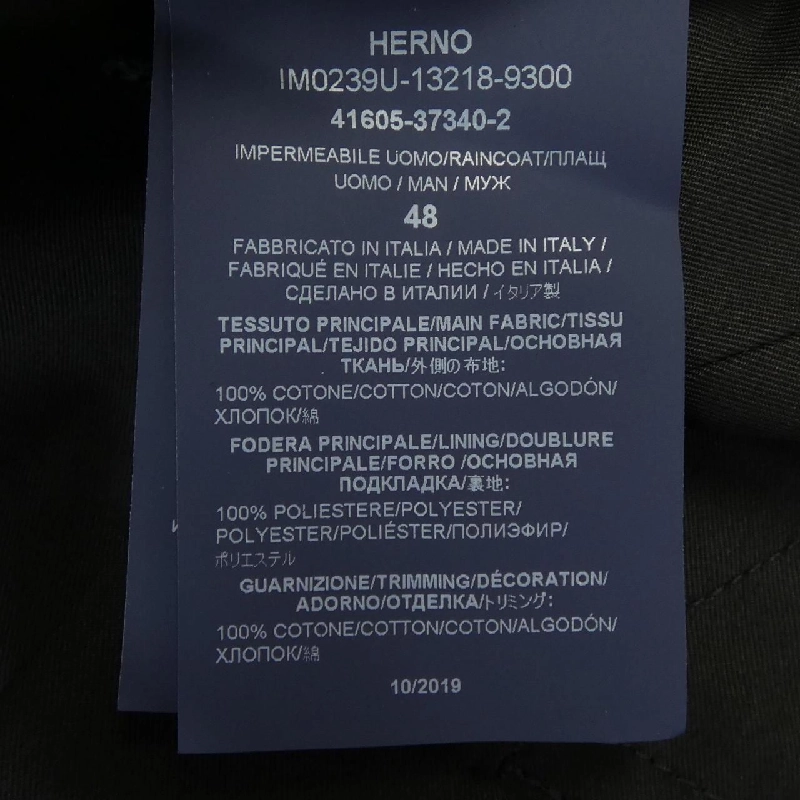 HERNO
IM0239U-13218-9300
41605-37340-2
IMPERMEABILE UOMO/RAINCOAT/ПЛАЩ
UOMO / MAN / МУЖ
48
FABBRICATO IN ITALIA / MADE IN ITALY /
FABRIQUÉ EN ITALIE / HECHO EN ITALIA /
СДЕЛАНО В ИТАЛИИ / イタリア製
TESSUTO PRINCIPALE/MAIN FABRIC/TISSU
PRINCIPAL/TEJIDO PRINCIPAL/ОСНОВНАЯ
ТКАНЬ/外側の布地:
100% COTONE/COTTON/COTON/ALGODÓN/
ХЛОПОК/綿
FODERA PRINCIPALE/LINING/DOUBLURE
PRINCIPALE/FORRO /ОСНОВНАЯ
ПОДКЛАДКА/裏地:
100% POLIESTERE/POLYESTER/
POLYESTER/POLIÉSTER/ПОЛИЭФИР/
ポリエステル
GUARNIZIONE/TRIMMING/DÉCORATION/
ADORNO/ОТДЕЛКА/トリミング:
100% COTONE/COTTON/COTON/ALGODÓN/
ХЛОПОК/綿
10/2019